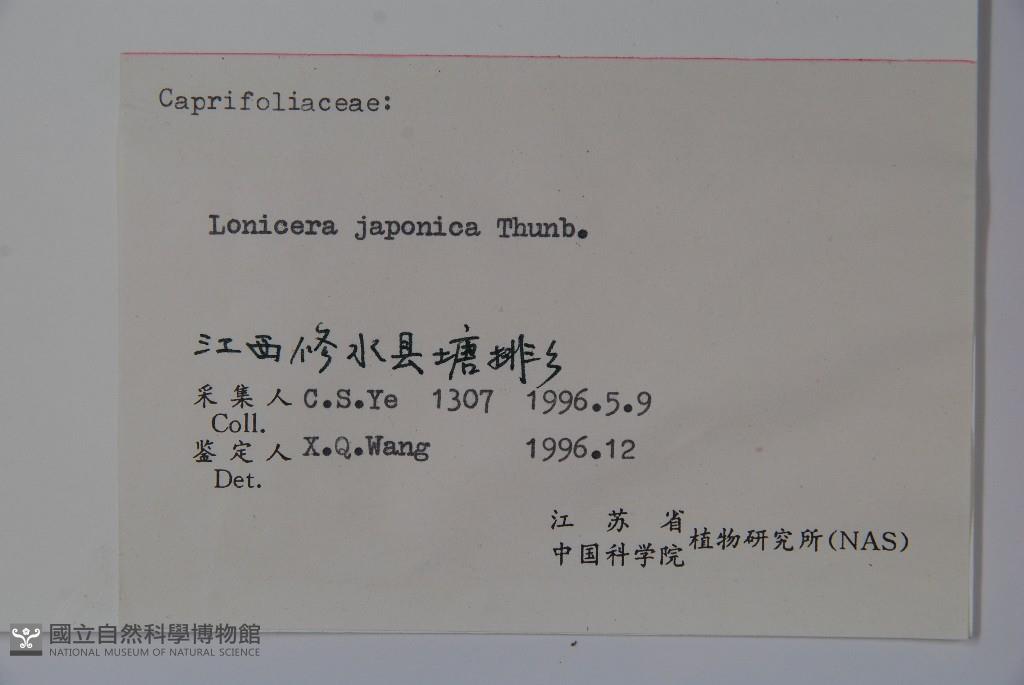 Caprifoliaceae:
Lonicera japonica Thunb.
江西修水县塘排乡
采集人 C.S.Ye 1307 1996.5.9
Coll.
鉴定人 X.Q.Wang 1996.12
Det.
江苏省
中国科学院 植物研究所(NAS)
國立自然科學博物館
NATIONAL MUSEUM OF NATURAL SCIENCE